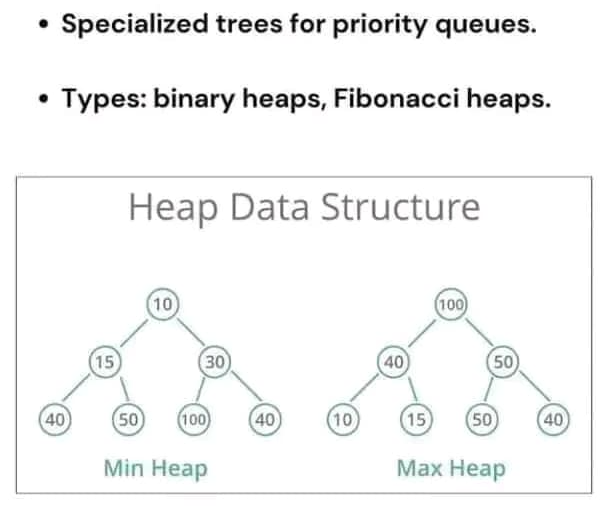 • Specialized trees for priority queues.
• Types: binary heaps, Fibonacci heaps.
Heap Data Structure
10 100
15 30 40 50
40 50 100 40 10 15 50 40
Min Heap Max Heap